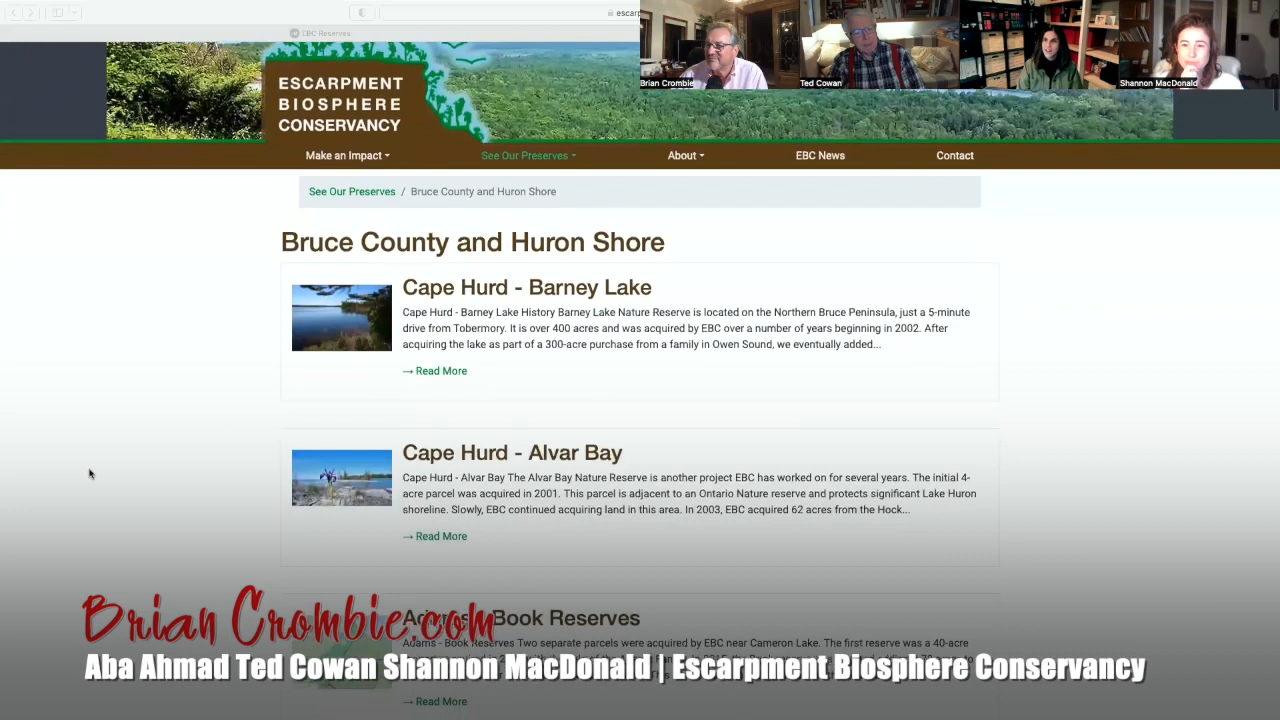 escarp
EBC Reserves
Brian Crombie
Ted Cowan
Shannon MacDonald
ESCARPMENT
BIOSPHERE
CONSERVANCY
Make an Impact
See Our Preserves
About
EBC News
Contact
See Our Preserves / Bruce County and Huron Shore
Bruce County and Huron Shore
Cape Hurd - Barney Lake
Cape Hurd - Barney Lake History Barney Lake Nature Reserve is located on the Northern Bruce Peninsula, just a 5-minute
drive from Tobermory. It is over 400 acres and was acquired by EBC over a number of years beginning in 2002. After
acquiring the lake as part of a 300-acre purchase from a family in Owen Sound, we eventually added...
→ Read More
Cape Hurd - Alvar Bay
Cape Hurd - Alvar Bay The Alvar Bay Nature Reserve is another project EBC has worked on for several years. The initial 4-
acre parcel was acquired in 2001. This parcel is adjacent to an Ontario Nature reserve and protects significant Lake Huron
shoreline. Slowly, EBC continued acquiring land in this area. In 2003, EBC acquired 62 acres from the Hock...
→ Read More
Book Reserves
Adams - Book Reserves Two separate parcels were acquired by EBC near Cameron Lake. The first reserve was a 40-acre
Brian Crombie.com
Aba Ahmad Ted Cowan Shannon MacDonald | Escarpment Biosphere Conservancy
→ Read More